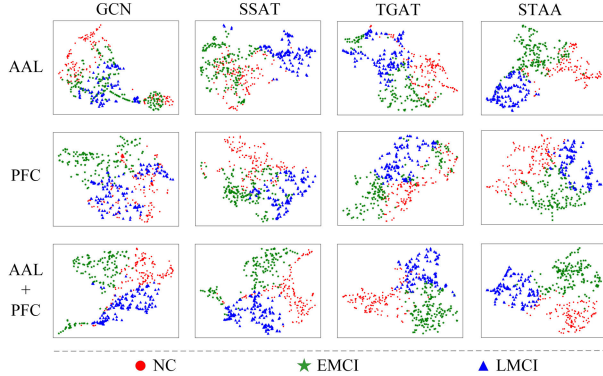 GCN SSAT TGAT STAA
AAL
PFC
AAL
+
PFC
NC EMCI LMCI